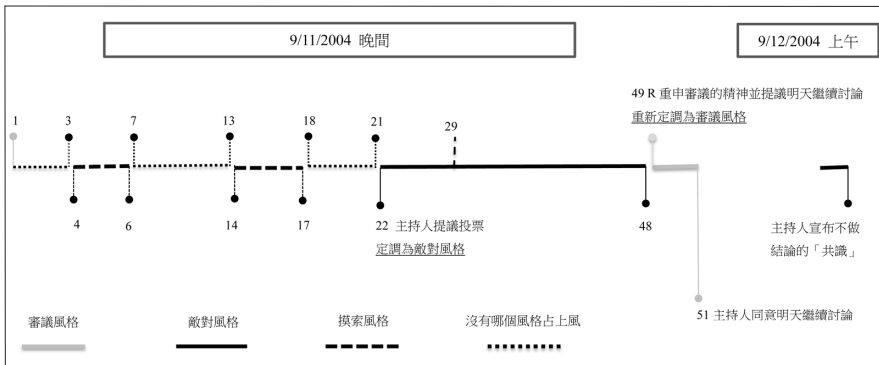 9/11/2004 晚間
9/12/2004 上午
49 R 重申審議的精神並提議明天繼續討論
重新定調為審議風格
1
3
7
13
18
21
29
4
6
14
17
22 主持人提議投票
定調為敵對風格
48
主持人宣布不做
結論的「共識」
51 主持人同意明天繼續討論
審議風格
敵對風格
摸索風格
沒有哪個風格占上風